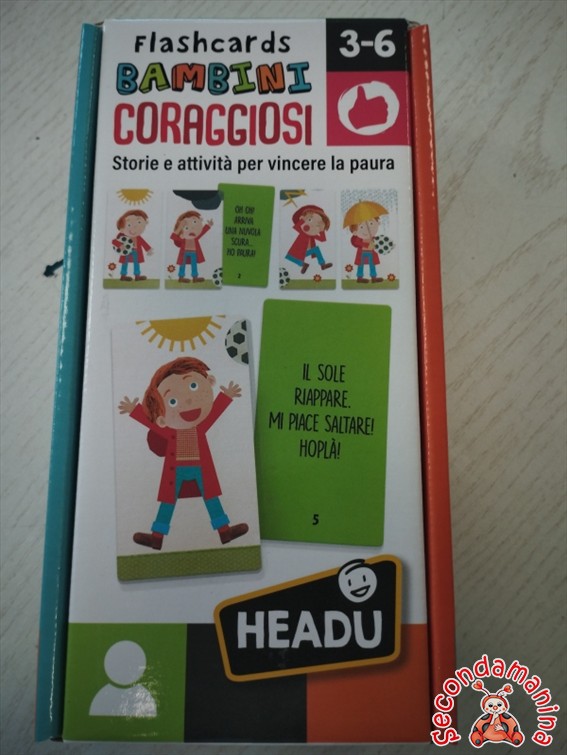 Flashcards
BAMBINI
CORAGGIOSI
3-6
Storie e attività per vincere la paura
OH OH!
ARRIVA
UNA NUVOLA
SCURA...
HO PAURA!
2
IL SOLE
RIAPPARE.
MI PIACE SALTARE!
HOPLÀ!
5
HEADU
Secondamanina